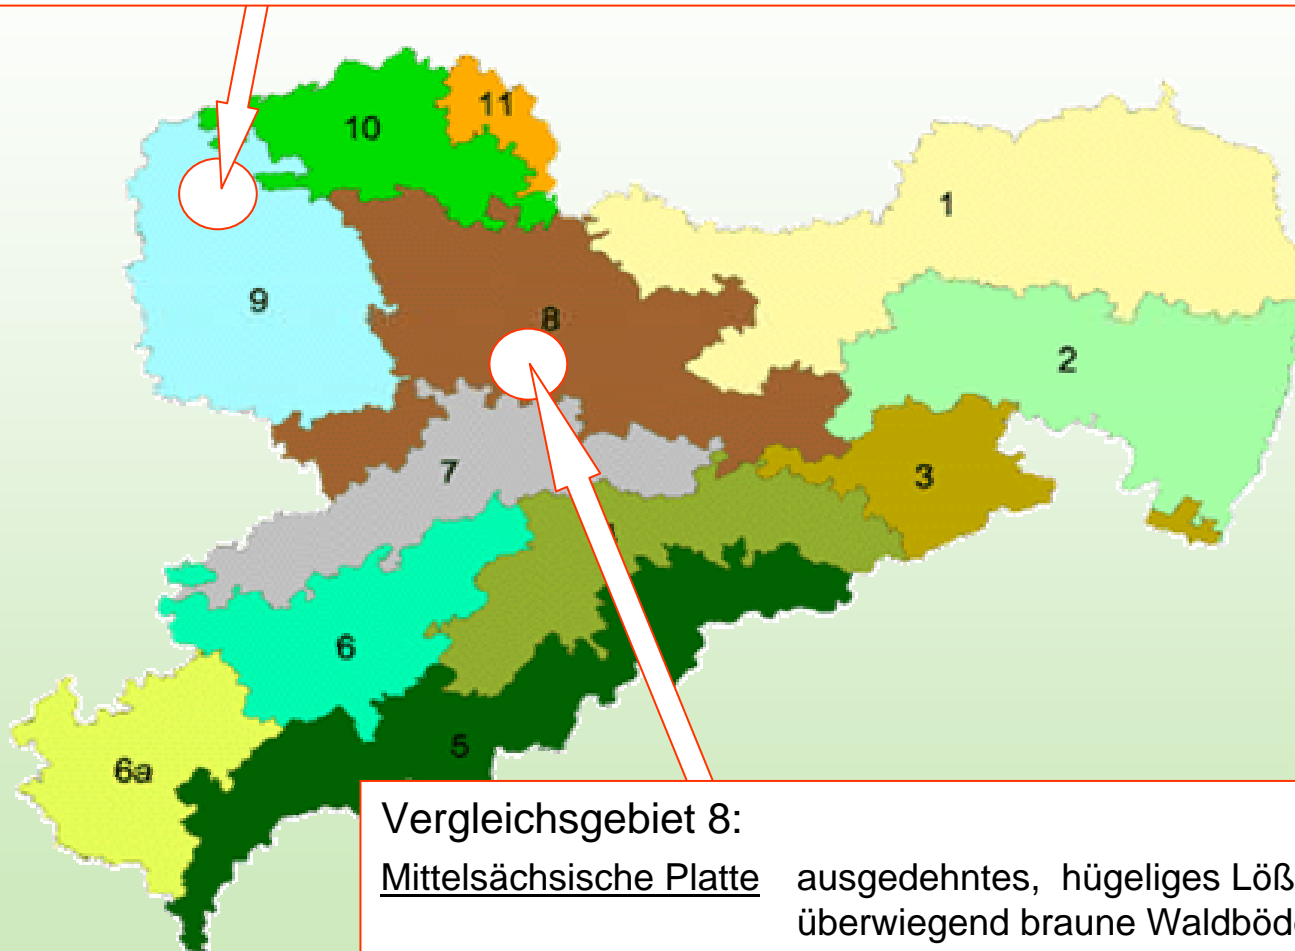 11
10
1
9
8
2
7
3
6
5
6a
Vergleichsgebiet 8:
Mittelsächsische Platte ausgedehntes, hügeliges Löß
überwiegend braune Waldböde